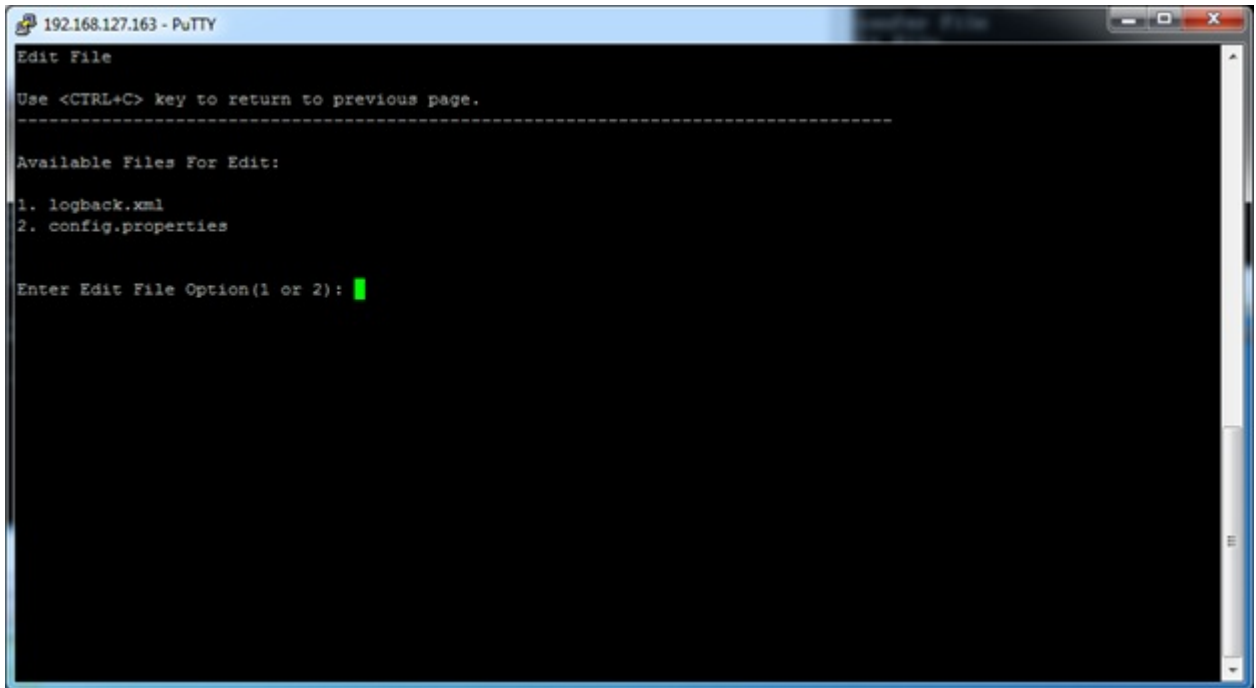 192.168.127.163 - PuTTY
Edit File
Use <CTRL+C> key to return to previous page.
-----------------------------------------------------------------------------------
Available Files For Edit:
1. logback.xml
2. config.properties
Enter Edit File Option(1 or 2):